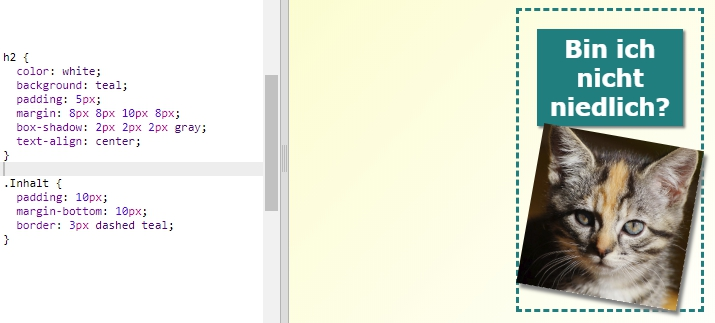 h2 {
color: white;
background: teal;
padding: 5px;
margin: 8px 8px 10px 8px;
box-shadow: 2px 2px 2px gray;
text-align: center;
}
.Inhalt {
padding: 10px;
margin-bottom: 10px;
border: 3px dashed teal;
}
Bin ich
nicht
niedlich?